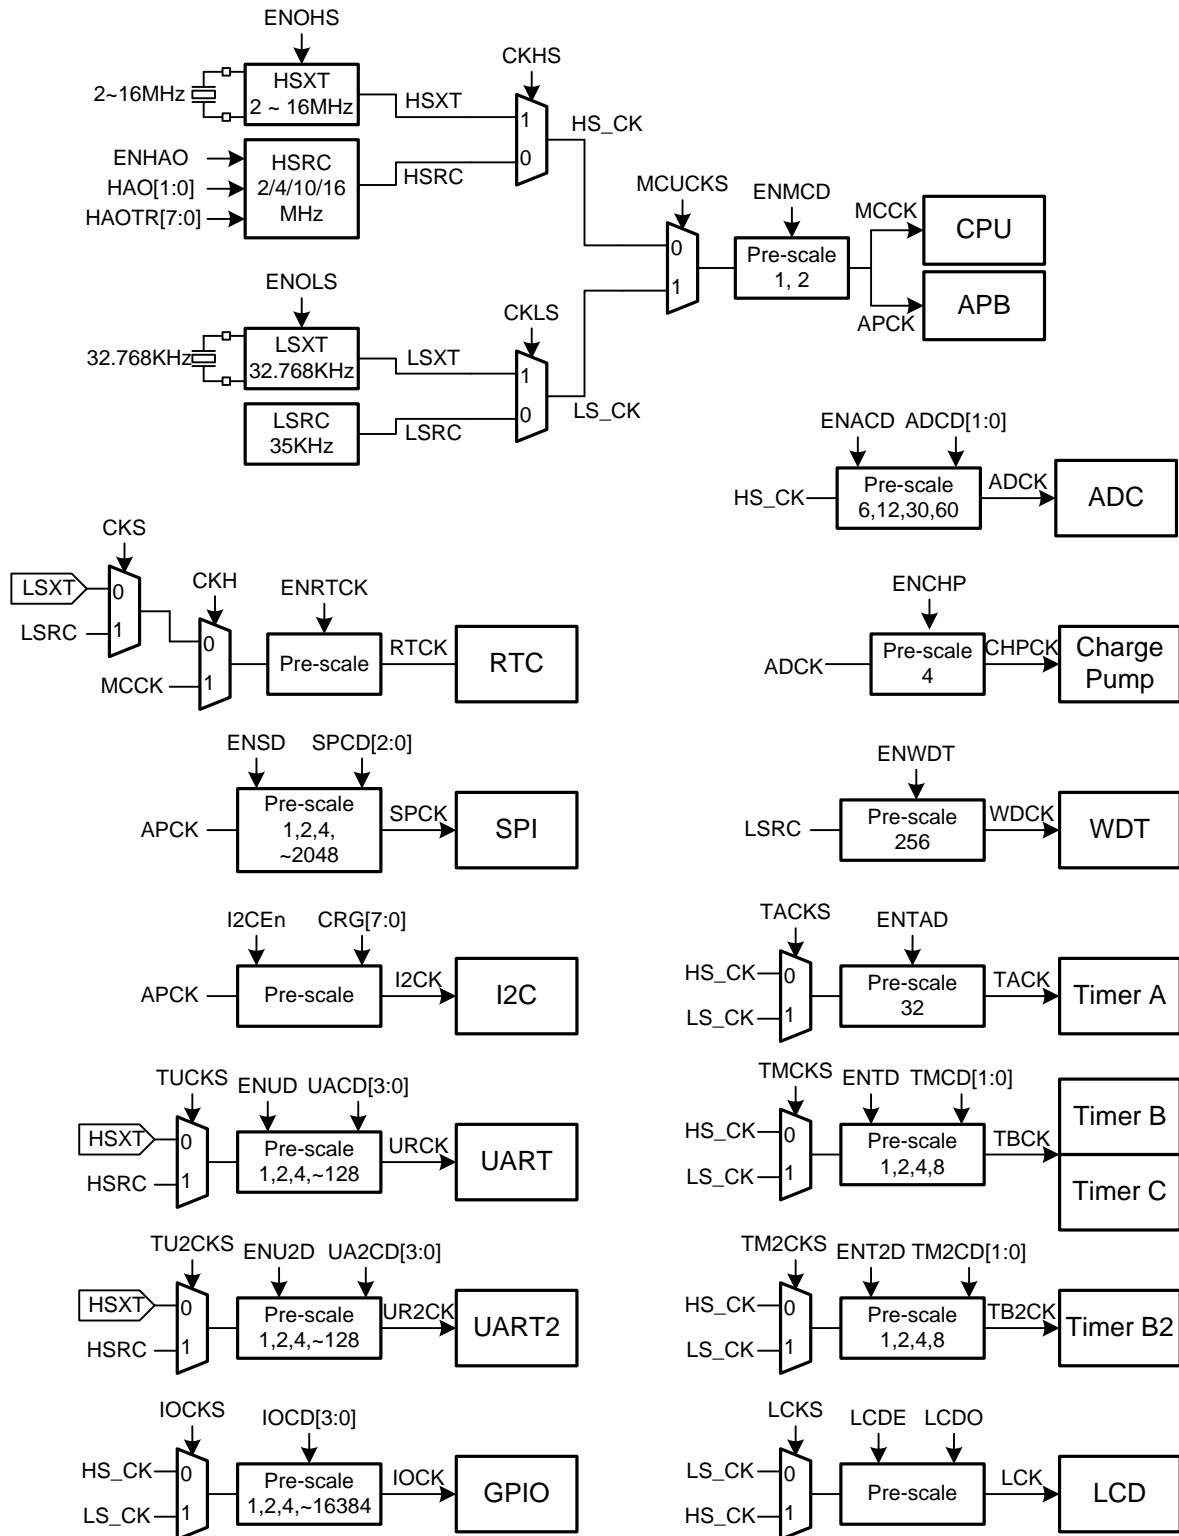 ENOHS
CKHS
HSXT
2 ~ 16MHz
2~16MHz
HSXT
1
0
HS_CK
ENHAO
HAO[1:0]
HAOTR[7:0]
HSRC
2/4/10/16
MHz
HSRC
MCUCKS
0
1
ENMCD
Pre-scale
1, 2
MCCK
CPU
APCK
APB
ENOLS
CKLS
32.768KHz
LSXT
32.768KHz
LSXT
1
0
LS_CK
LSRC
35KHz
LSRC
ENACD
ADCD[1:0]
HS_CK
Pre-scale
6,12,30,60
ADCK
ADC
CKS
LSXT
0
LSRC
1
CKH
0
MCCK
1
ENRTCK
Pre-scale
RTCK
RTC
ENCHP
ADCK
Pre-scale
4
CHPCK
Charge
Pump
ENSD
SPCD[2:0]
APCK
Pre-scale
1,2,4,
~2048
SPCK
SPI
ENWDT
LSRC
Pre-scale
256
WDCK
WDT
I2CEn
CRG[7:0]
APCK
Pre-scale
I2CK
I2C
TACKS
ENTAD
HS_CK
0
LS_CK
1
Pre-scale
32
TACK
Timer A
TUCKS
ENUD
UACD[3:0]
HSXT
0
HSRC
1
Pre-scale
1,2,4,~128
URCK
UART
TMCKS
ENTD
TMCD[1:0]
HS_CK
0
LS_CK
1
Pre-scale
1,2,4,8
TBCK
Timer B
Timer C
TU2CKS
ENU2D
UA2CD[3:0]
HSXT
0
HSRC
1
Pre-scale
1,2,4,~128
UR2CK
UART2
TM2CKS
ENT2D
TM2CD[1:0]
HS_CK
0
LS_CK
1
Pre-scale
1,2,4,8
TB2CK
Timer B2
IOCKS
IOCD[3:0]
HS_CK
0
LS_CK
1
Pre-scale
1,2,4,~16384
IOCK
GPIO
LCKS
LCDE
LCDO
LS_CK
0
HS_CK
1
Pre-scale
LCK
LCD